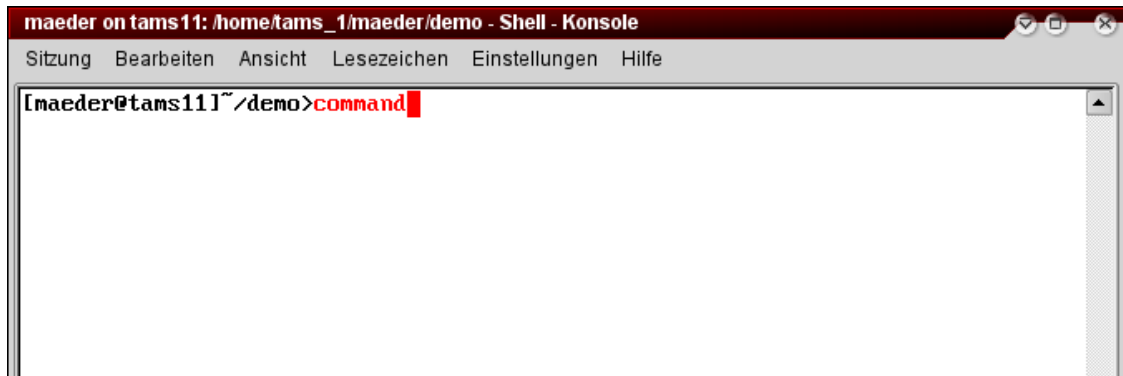 maeder on tams11: /home/tams_1/maeder/demo - Shell - Konsole
Sitzung Bearbeiten Ansicht Lesezeichen Einstellungen Hilfe
[maeder@tams11]~/demo>command